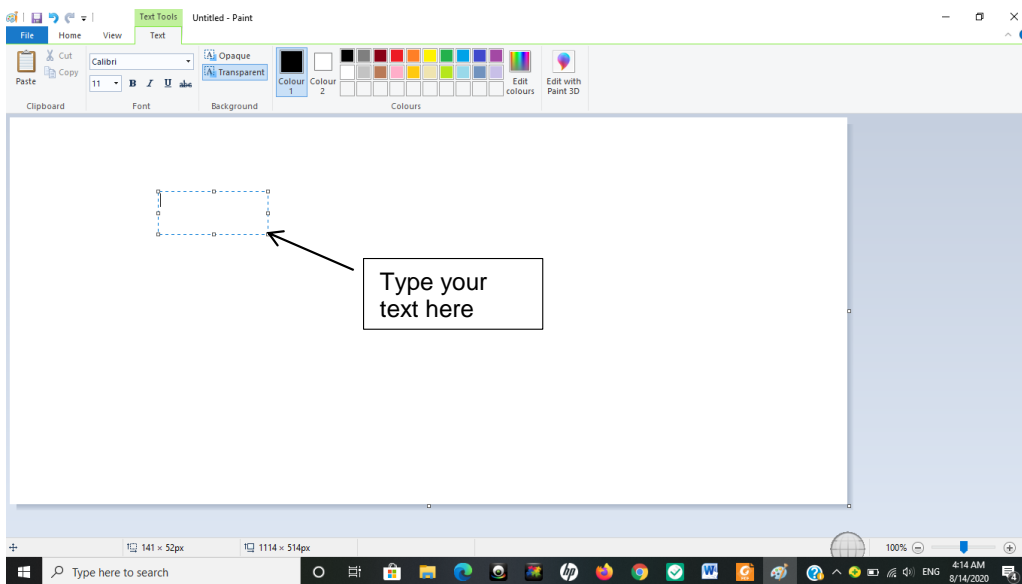 Text Tools
Untitled - Paint
File
Home
View
Text
Paste
Cut
Copy
Clipboard
Calibri
11
B I U abc
Font
Opaque
Transparent
Background
Colour
1
Colour
2
Edit
colours
Colours
Edit with
Paint 3D
Type your
text here
141 × 52px
1114 × 514px
100%
Type here to search
hp
W
ENG
4:14 AM
8/14/2020